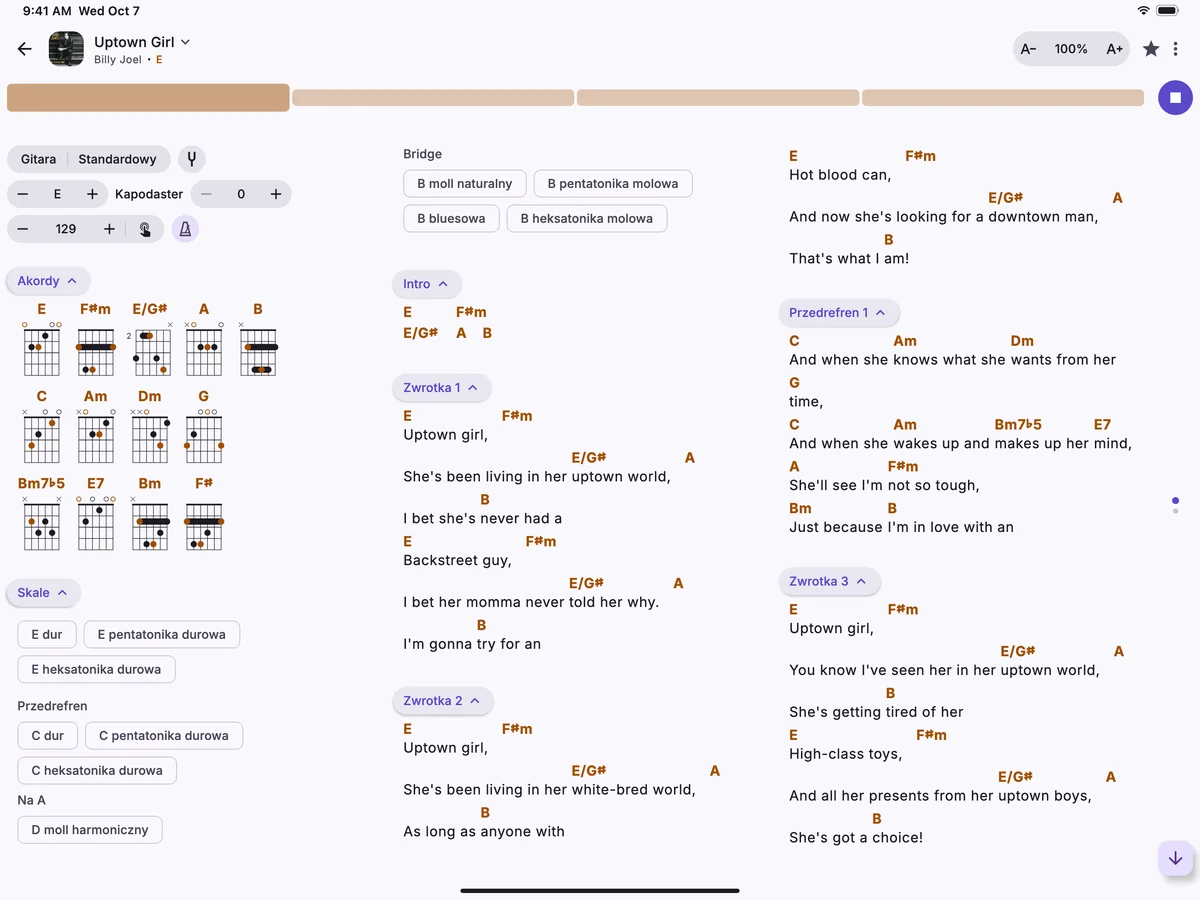 9:41 AM Wed Oct 7
Uptown Girl
Billy Joel • E
A- 100% A+
Gitara Standardowy
− E + Kapodaster − 0 +
− 129 +
Akordy
E F#m E/G# A B
2
C Am Dm G
Bm7♭5 E7 Bm F#
Skale
E dur E pentatonika durowa
E heksatonika durowa
Przedrefren
C dur C pentatonika durowa
C heksatonika durowa
Na A
D moll harmoniczny
Bridge
B moll naturalny B pentatonika molowa
B bluesowa B heksatonika molowa
Intro
E F#m
E/G# A B
Zwrotka 1
E F#m
Uptown girl,
E/G# A
She's been living in her uptown world,
B
I bet she's never had a
E F#m
Backstreet guy,
E/G# A
I bet her momma never told her why.
B
I'm gonna try for an
Zwrotka 2
E F#m
Uptown girl,
E/G# A
She's been living in her white-bred world,
B
As long as anyone with
E F#m
Hot blood can,
E/G# A
And now she's looking for a downtown man,
B
That's what I am!
Przedrefren 1
C Am Dm
And when she knows what she wants from her
G
time,
C Am Bm7♭5 E7
And when she wakes up and makes up her mind,
A F#m
She'll see I'm not so tough,
Bm B
Just because I'm in love with an
Zwrotka 3
E F#m
Uptown girl,
E/G# A
You know I've seen her in her uptown world,
B
She's getting tired of her
E F#m
High-class toys,
E/G# A
And all her presents from her uptown boys,
B
She's got a choice!